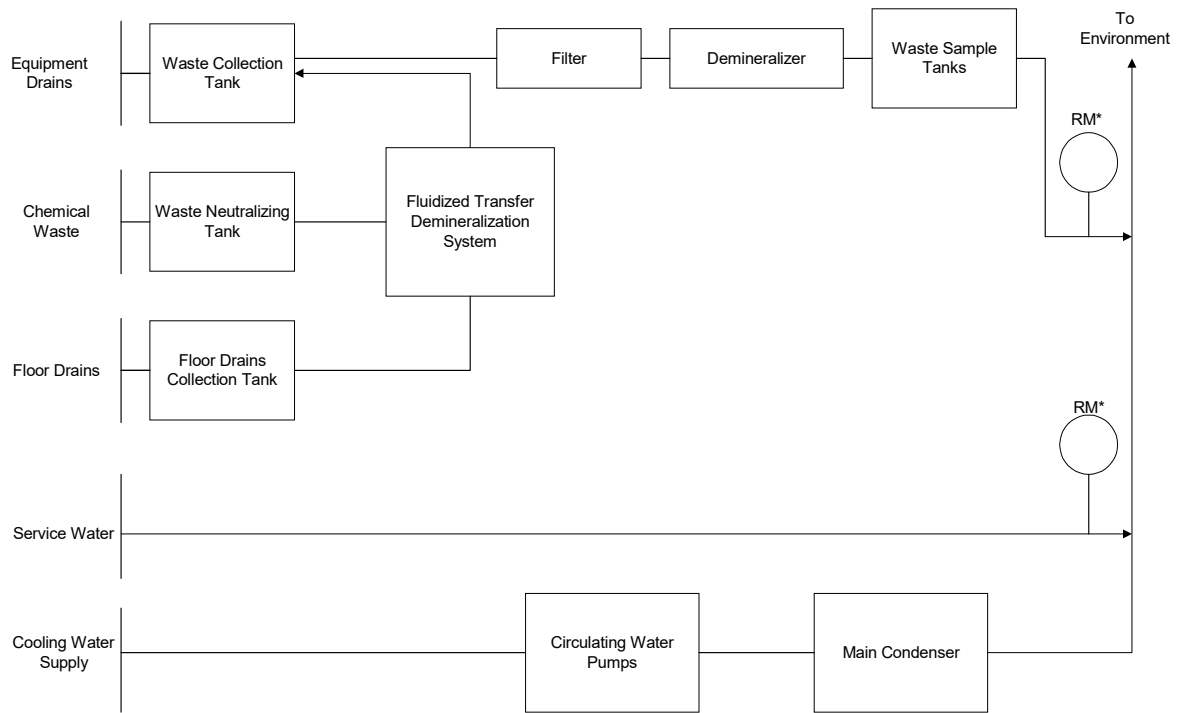 To
Environment
Equipment
Drains
Waste Collection
Tank
Filter
Demineralizer
Waste Sample
Tanks
RM*
Chemical
Waste
Waste Neutralizing
Tank
Fluidized Transfer
Demineralization
System
Floor Drains
Floor Drains
Collection Tank
RM*
Service Water
Cooling Water
Supply
Circulating Water
Pumps
Main Condenser